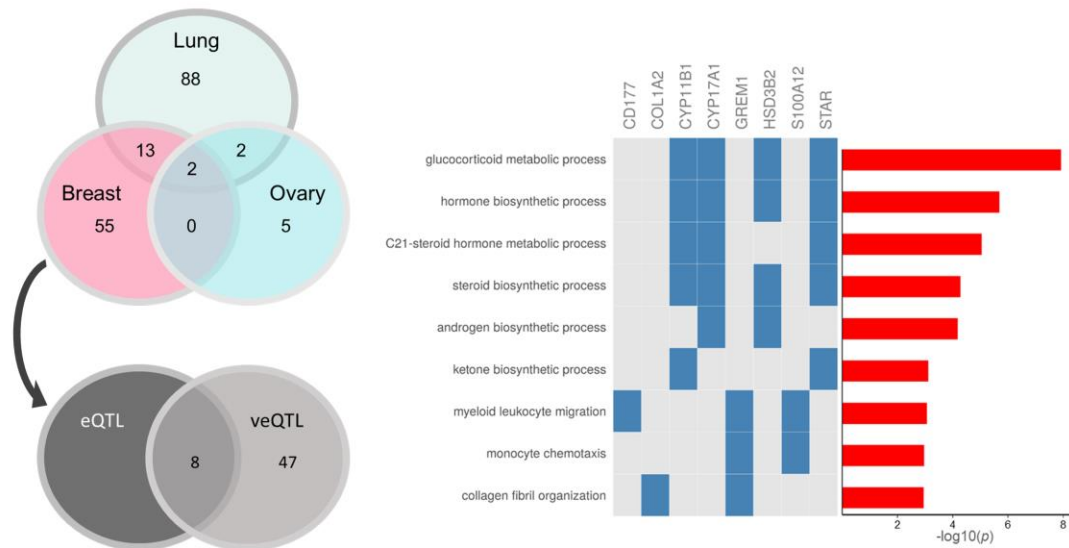 Lung
88
13
2
2
Breast
Ovary
55
0
5
eQTL
veQTL
8
47
CD177
COL1A2
CYP11B1
CYP17A1
GREM1
HSD3B2
S100A12
STAR
glucocorticoid metabolic process
hormone biosynthetic process
C21-steroid hormone metabolic process
steroid biosynthetic process
androgen biosynthetic process
ketone biosynthetic process
myeloid leukocyte migration
monocyte chemotaxis
collagen fibril organization
2 4 6 8
-log10(p)